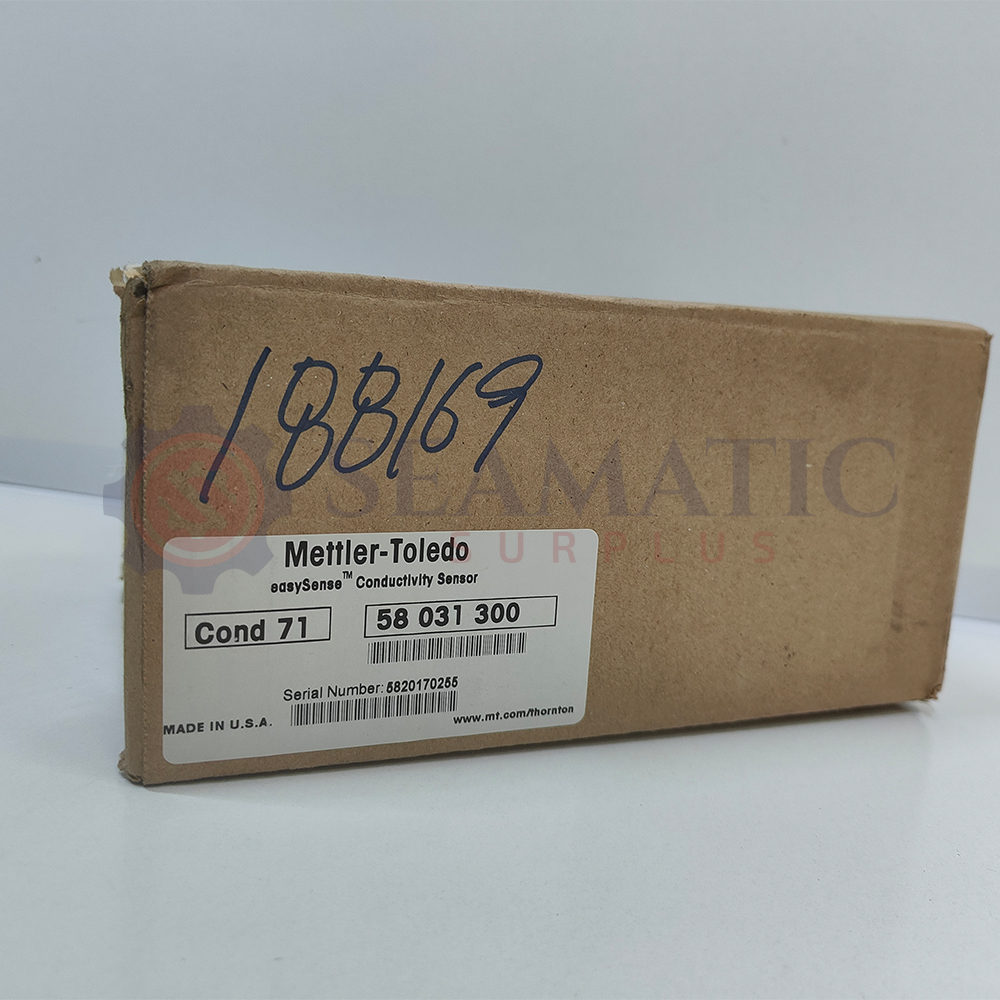 188169
SEAMATIC
SURPLUS
Mettler-Toledo
easySense™ Conductivity Sensor
Cond 71
58 031 300
Serial Number: 5820170255
MADE IN U.S.A.
www.mt.com/thornton